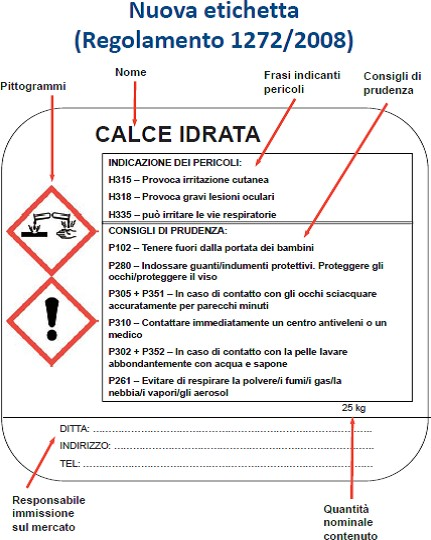 Nuova etichetta
(Regolamento 1272/2008)
Pittogrammi
Nome
Frasi indicanti
pericoli
Consigli di
prudenza
CALCE IDRATA
INDICAZIONE DEI PERICOLI:
H315 – Provoca irritazione cutanea
H318 – Provoca gravi lesioni oculari
H335 – può irritare le vie respiratorie
CONSIGLI DI PRUDENZA:
P102 – Tenere fuori dalla portata dei bambini
P280 – Indossare guanti/indumenti protettivi. Proteggere gli
occhi/proteggere il viso
P305 + P351 – In caso di contatto con gli occhi sciacquare
accuratamente per parecchi minuti
P310 – Contattare immediatamente un centro antiveleni o un
medico
P302 + P352 – In caso di contatto con la pelle lavare
abbondantemente con acqua e sapone
P261 – Evitare di respirare la polvere/i fumi/i gas/la
nebbia/i vapori/gli aerosol
25 kg
DITTA: ................................................................
INDIRIZZO: ................................................................
TEL: ................................................................
Responsabile
immissione
sul mercato
Quantità
nominale
contenuto